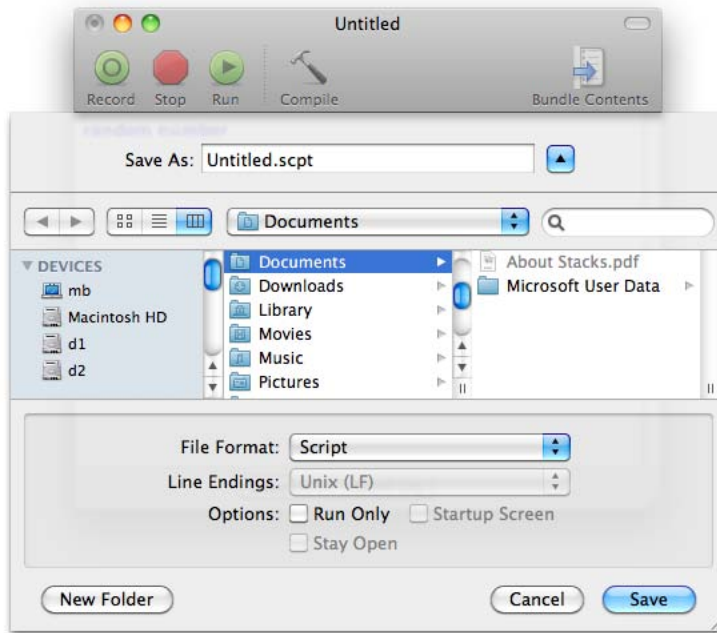 Untitled
Record Stop Run Compile Bundle Contents
random number
Save As: Untitled.scpt
Documents
DEVICES
mb
Macintosh HD
d1
d2
Documents
Downloads
Library
Movies
Music
Pictures
About Stacks.pdf
Microsoft User Data
File Format: Script
Line Endings: Unix (LF)
Options: Run Only Startup Screen
Stay Open
New Folder Cancel Save